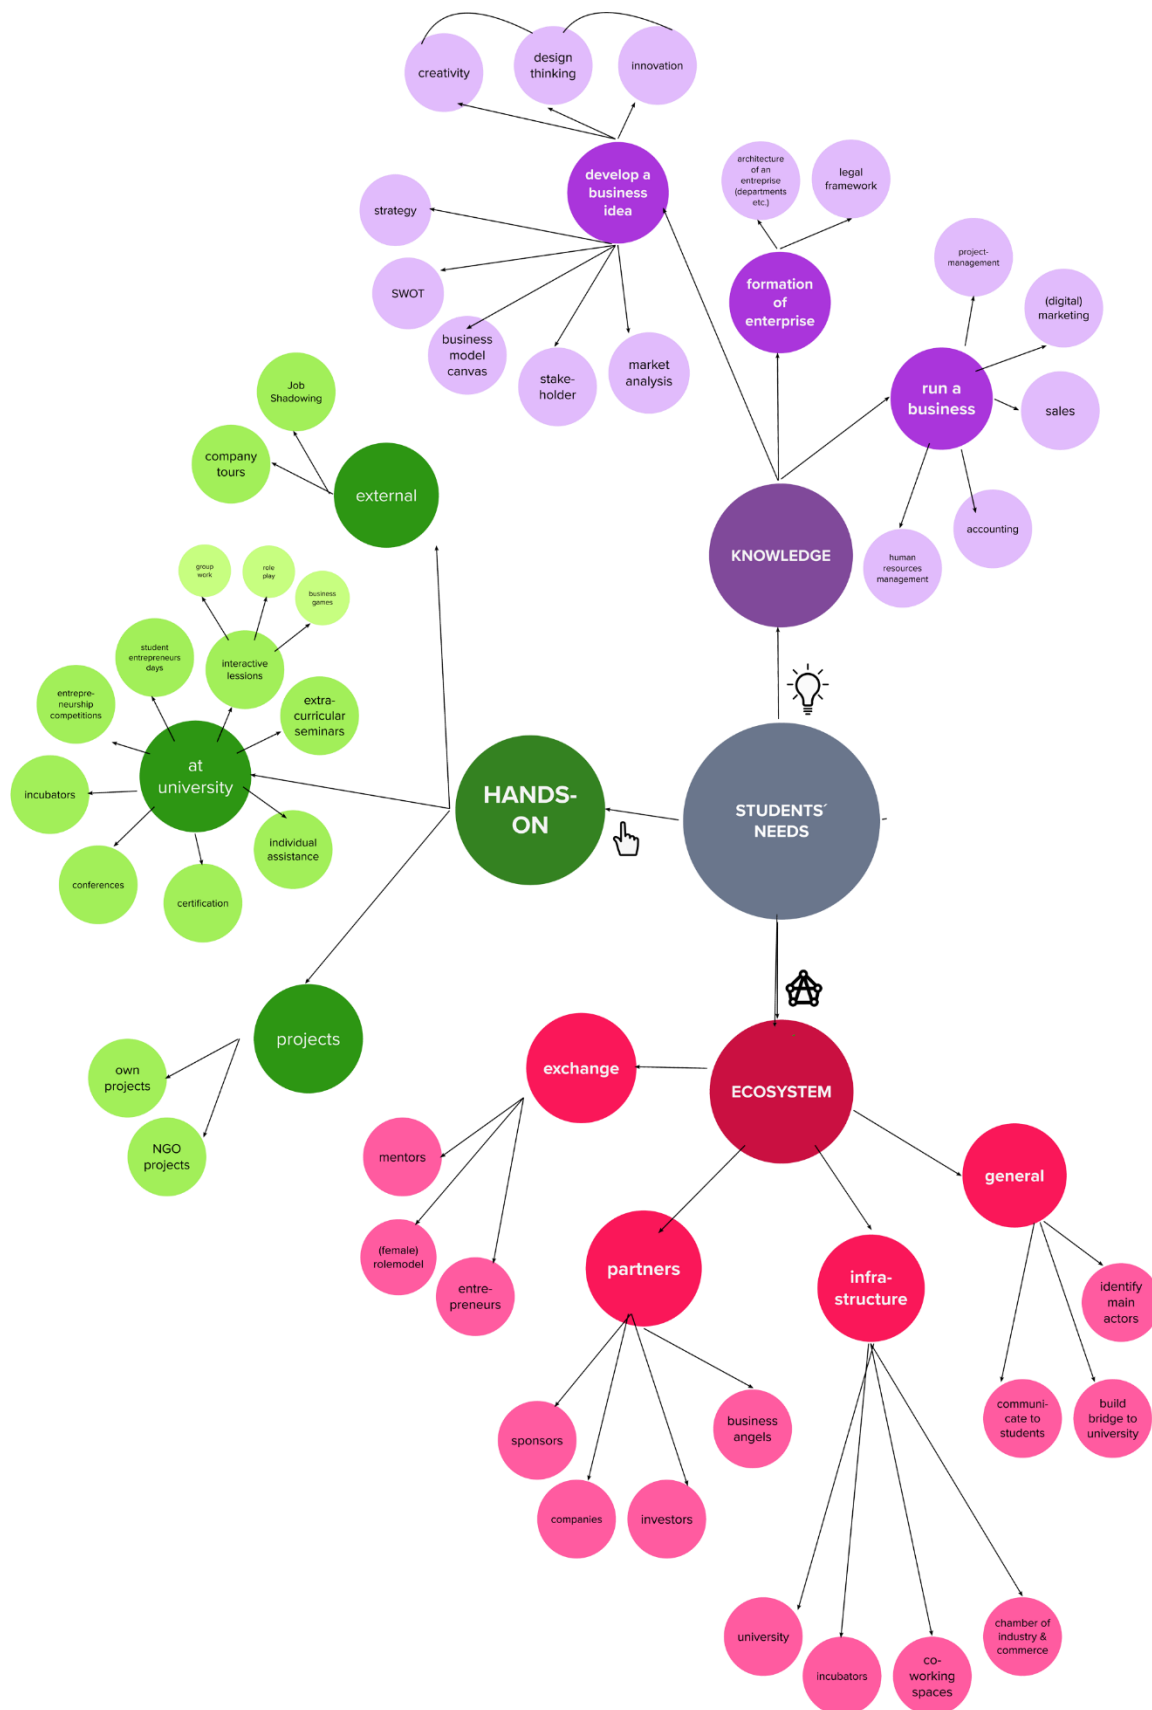 creativity
design
thinking
innovation
develop a
business
idea
strategy
SWOT
business
model
canvas
stake-
holder
market
analysis
architecture
of an
entreprise
(departments
etc.)
legal
framework
formation
of
enterprise
project-
management
(digital)
marketing
run a
business
sales
accounting
human
resources
management
KNOWLEDGE
Job
Shadowing
company
tours
external
group
work
role
play
business
games
interactive
lessons
student
entrepreneurs
days
entrepre-
neurship
competitions
extra-
curricular
seminars
at
university
incubators
conferences
certification
individual
assistance
HANDS-
ON
STUDENTS´
NEEDS
projects
own
projects
NGO
projects
exchange
ECOSYSTEM
mentors
(female)
rolemodel
entre-
preneurs
general
partners
infra-
structure
identify
main
actors
communi-
cate to
students
build
bridge to
university
sponsors
business
angels
companies
investors
university
incubators
co-
working
spaces
chamber of
industry &
commerce